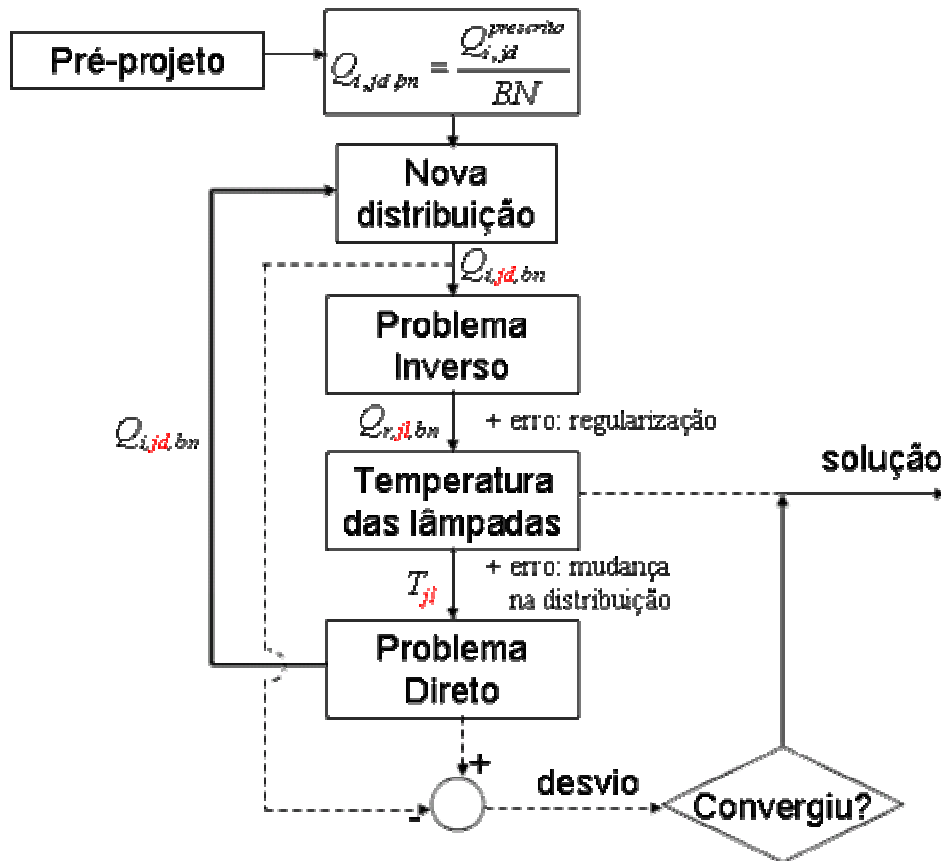 Pré-projeto
Q_{i,jd,bn} = Q_{i,jd}^{prescrito} / BN
Nova
distribuição
Q_{i,jd,bn}
Problema
Inverso
Q_{r,jl,bn}
+ erro: regularização
Q_{i,jd,bn}
solução
Temperatura
das lâmpadas
T_{jl}
+ erro: mudança
na distribuição
Problema
Direto
+
-
desvio
Convergiu?